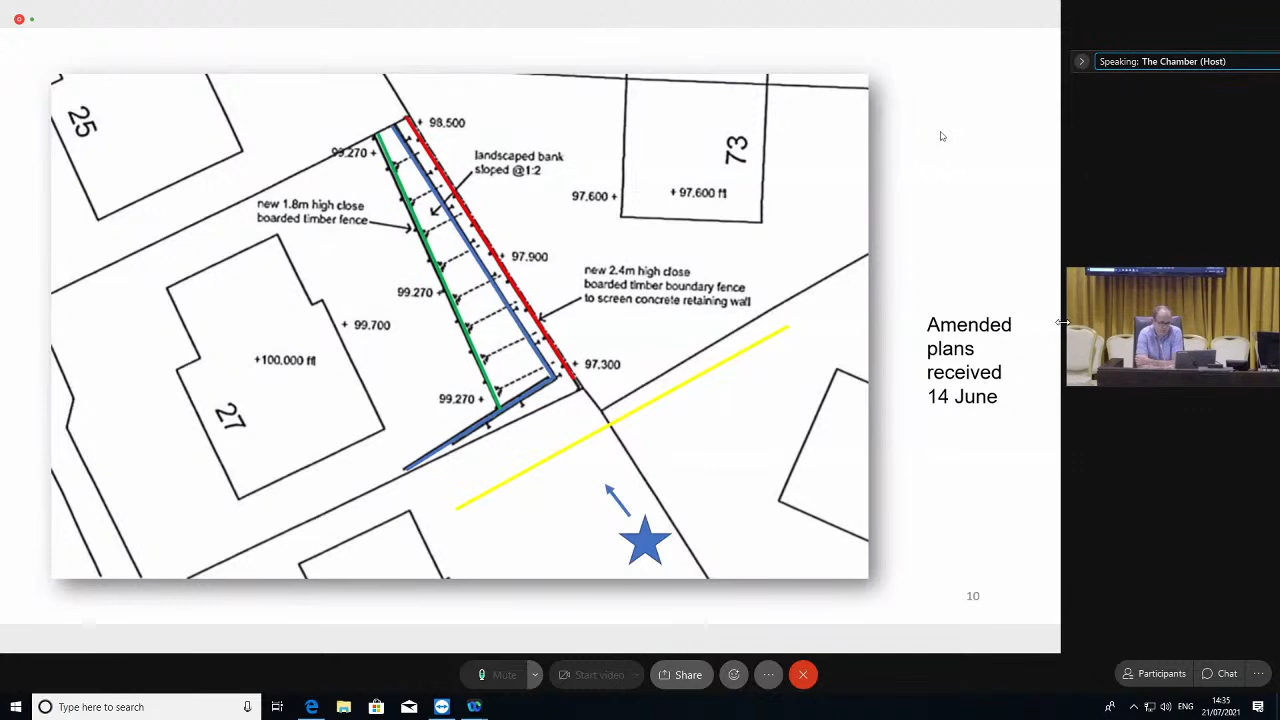 Speaking: The Chamber (Host)
25
98.500
99.270 +
landscaped bank
sloped @1:2
73
97.600 +
+ 97.600 ffl
new 1.8m high close
boarded timber fence
97.900
new 2.4m high close
boarded timber boundary fence
to screen concrete retaining wall
99.270 +
+ 99.700
+100.000 ffl
97.300
99.270 +
27
Amended
plans
received
14 June
10
Mute
Start video
Share
Participants
Chat
Type here to search
ENG
14:35
21/07/2021